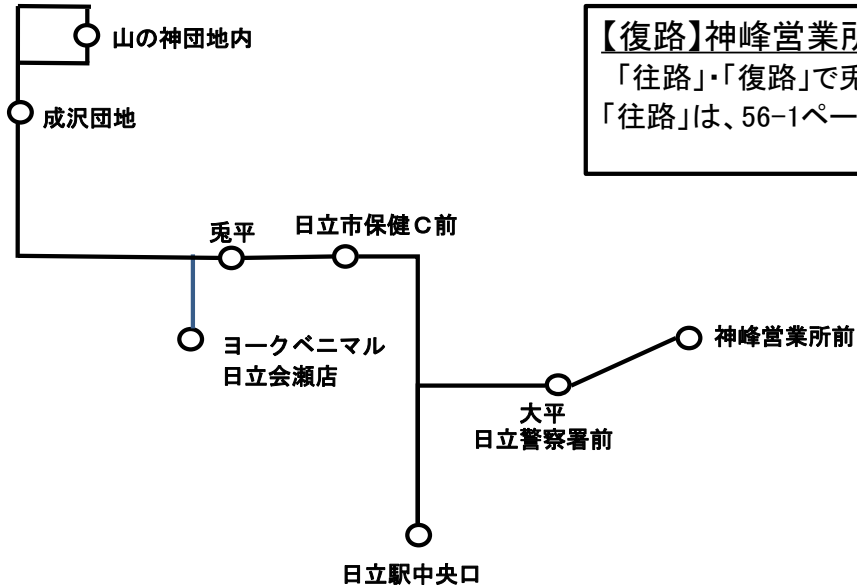 山の神団地内
【復路】神峰営業所
「往路」・「復路」で兎
「往路」は、56-1ペー
成沢団地
兎平
日立市保健C前
ヨークベニマル
日立会瀬店
神峰営業所前
大平
日立警察署前
日立駅中央口